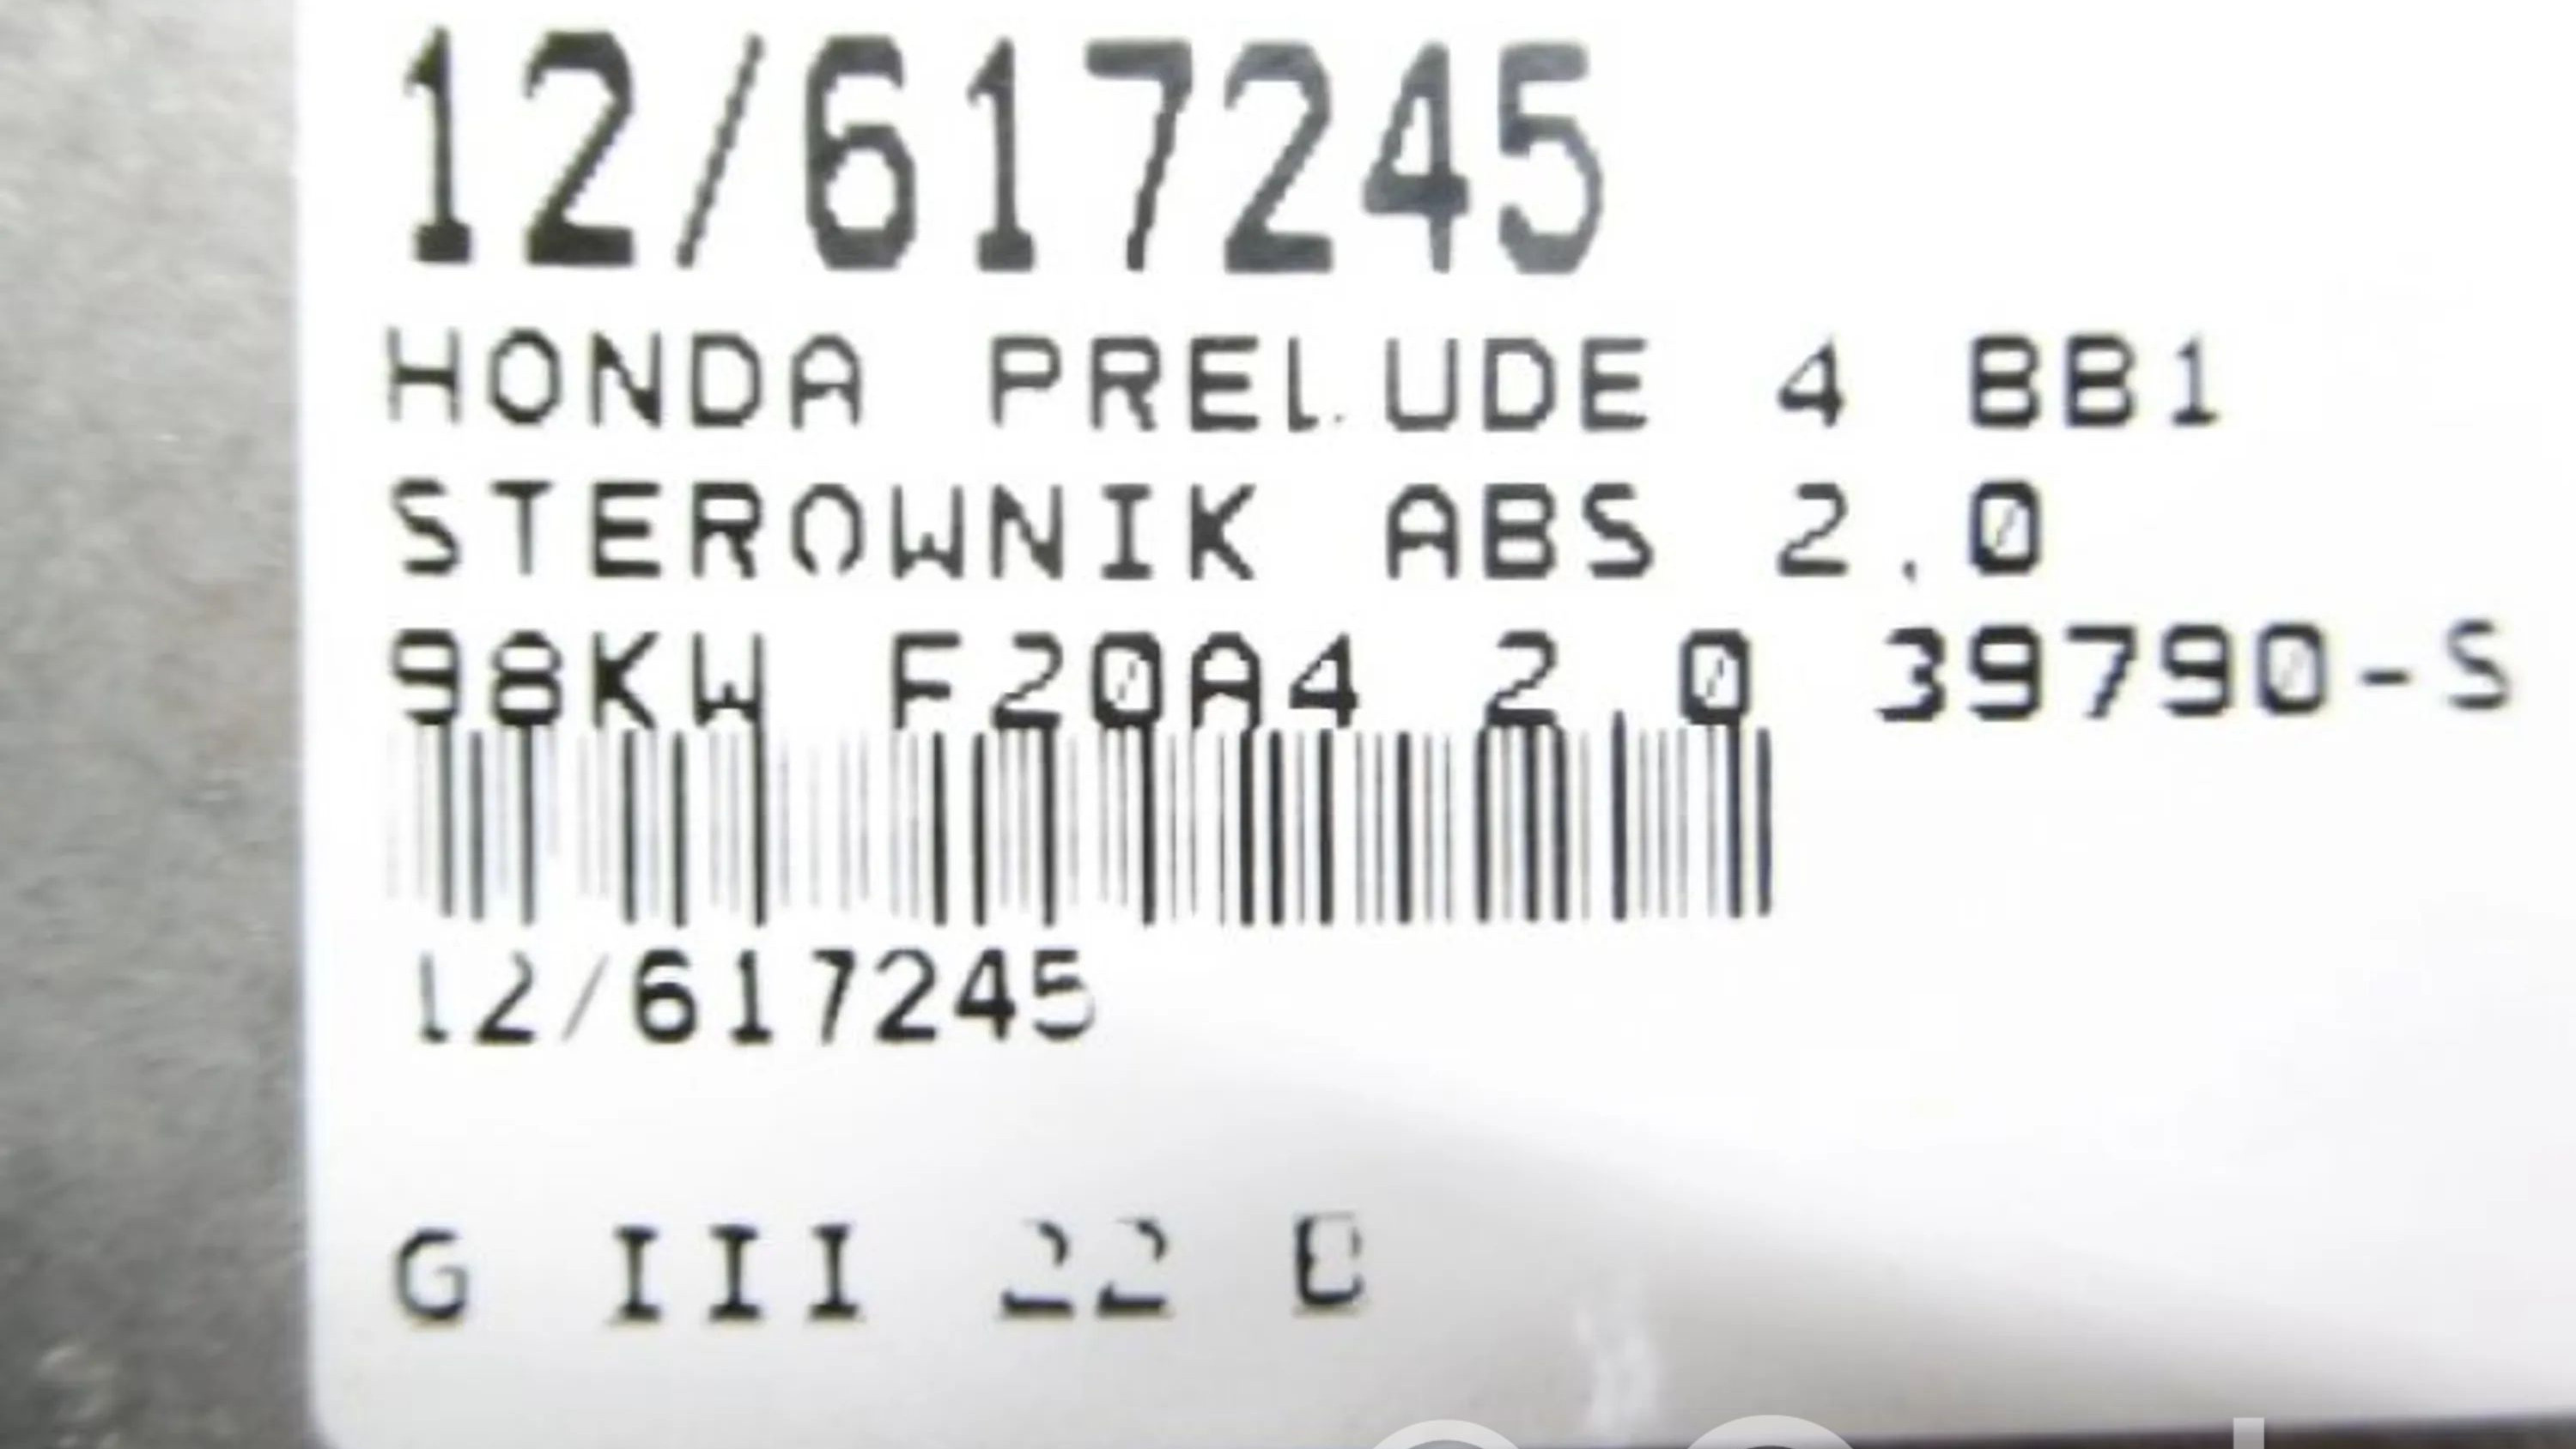 12/617245
HONDA PRELUDE 4 BB1
STEROWNIK ABS 2.0
98KW F20A4 2.0 39790-S
12/617245
G III 22